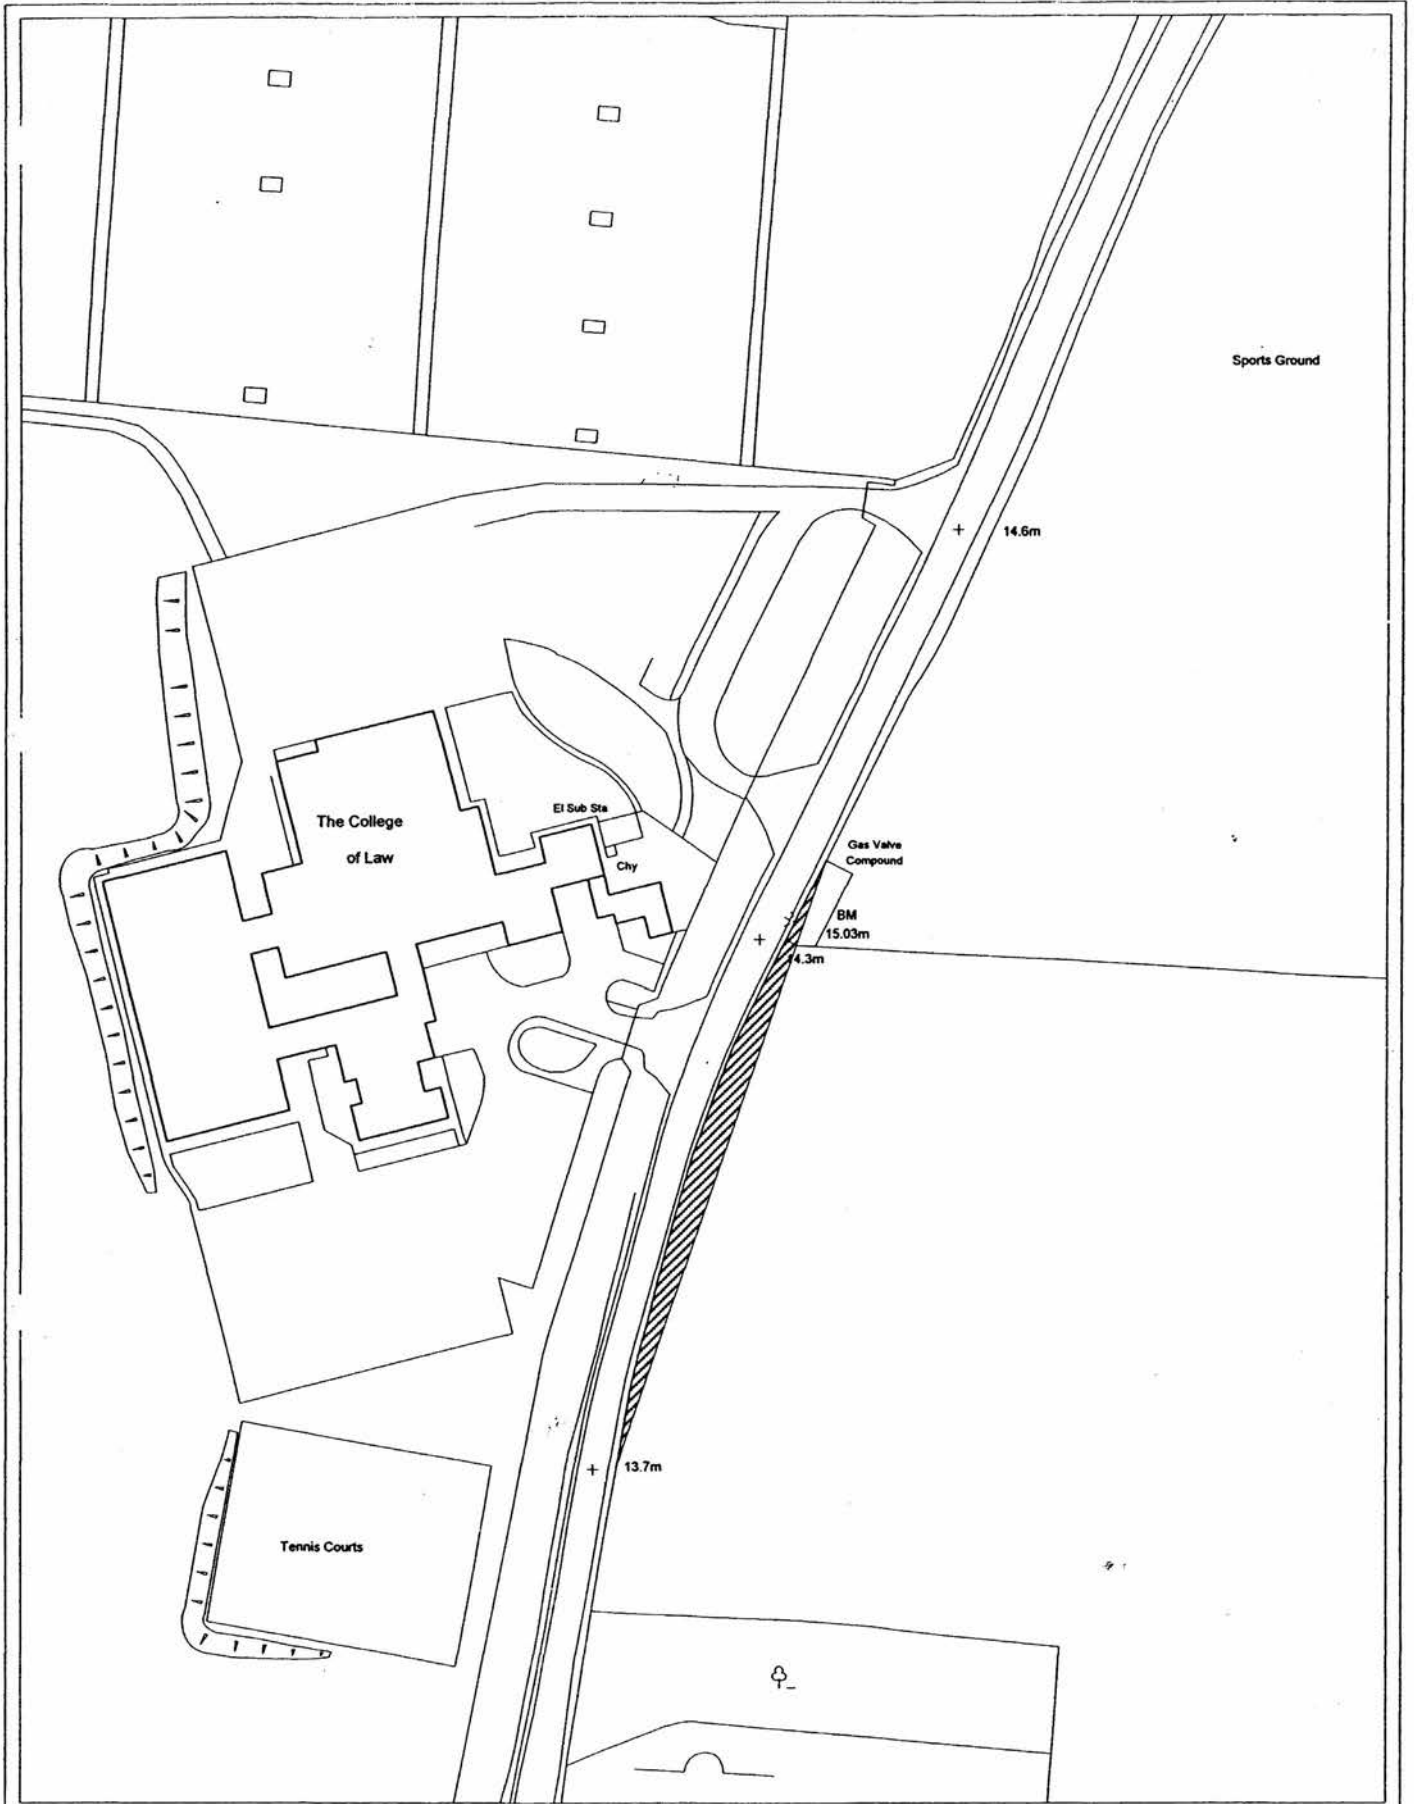 Sports Ground
14.6m
The College
of Law
El Sub Sta
Chy
Gas Valve
Compound
BM
15.03m
14.3m
13.7m
Tennis Courts